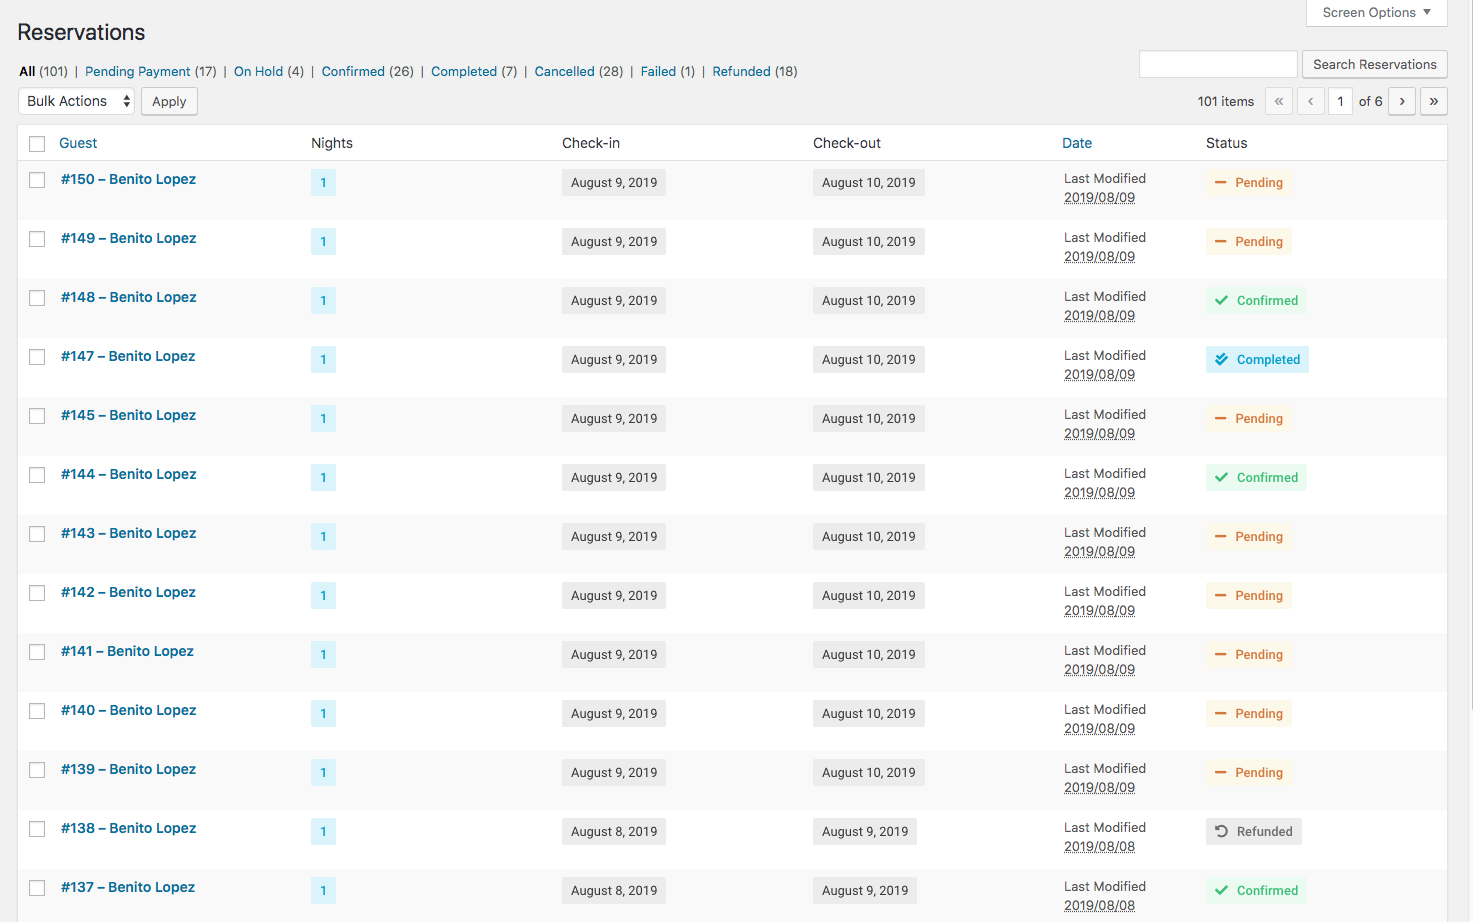 Screen Options ▼
Reservations
All (101) | Pending Payment (17) | On Hold (4) | Confirmed (26) | Completed (7) | Cancelled (28) | Failed (1) | Refunded (18)
Search Reservations
Bulk Actions Apply 101 items « ‹ 1 of 6 › »
Guest Nights Check-in Check-out Date Status
#150 – Benito Lopez 1 August 9, 2019 August 10, 2019 Last Modified Pending
2019/08/09
#149 – Benito Lopez 1 August 9, 2019 August 10, 2019 Last Modified Pending
2019/08/09
#148 – Benito Lopez 1 August 9, 2019 August 10, 2019 Last Modified Confirmed
2019/08/09
#147 – Benito Lopez 1 August 9, 2019 August 10, 2019 Last Modified Completed
2019/08/09
#145 – Benito Lopez 1 August 9, 2019 August 10, 2019 Last Modified Pending
2019/08/09
#144 – Benito Lopez 1 August 9, 2019 August 10, 2019 Last Modified Confirmed
2019/08/09
#143 – Benito Lopez 1 August 9, 2019 August 10, 2019 Last Modified Pending
2019/08/09
#142 – Benito Lopez 1 August 9, 2019 August 10, 2019 Last Modified Pending
2019/08/09
#141 – Benito Lopez 1 August 9, 2019 August 10, 2019 Last Modified Pending
2019/08/09
#140 – Benito Lopez 1 August 9, 2019 August 10, 2019 Last Modified Pending
2019/08/09
#139 – Benito Lopez 1 August 9, 2019 August 10, 2019 Last Modified Pending
2019/08/09
#138 – Benito Lopez 1 August 8, 2019 August 9, 2019 Last Modified Refunded
2019/08/08
#137 – Benito Lopez 1 August 8, 2019 August 9, 2019 Last Modified Confirmed
2019/08/08